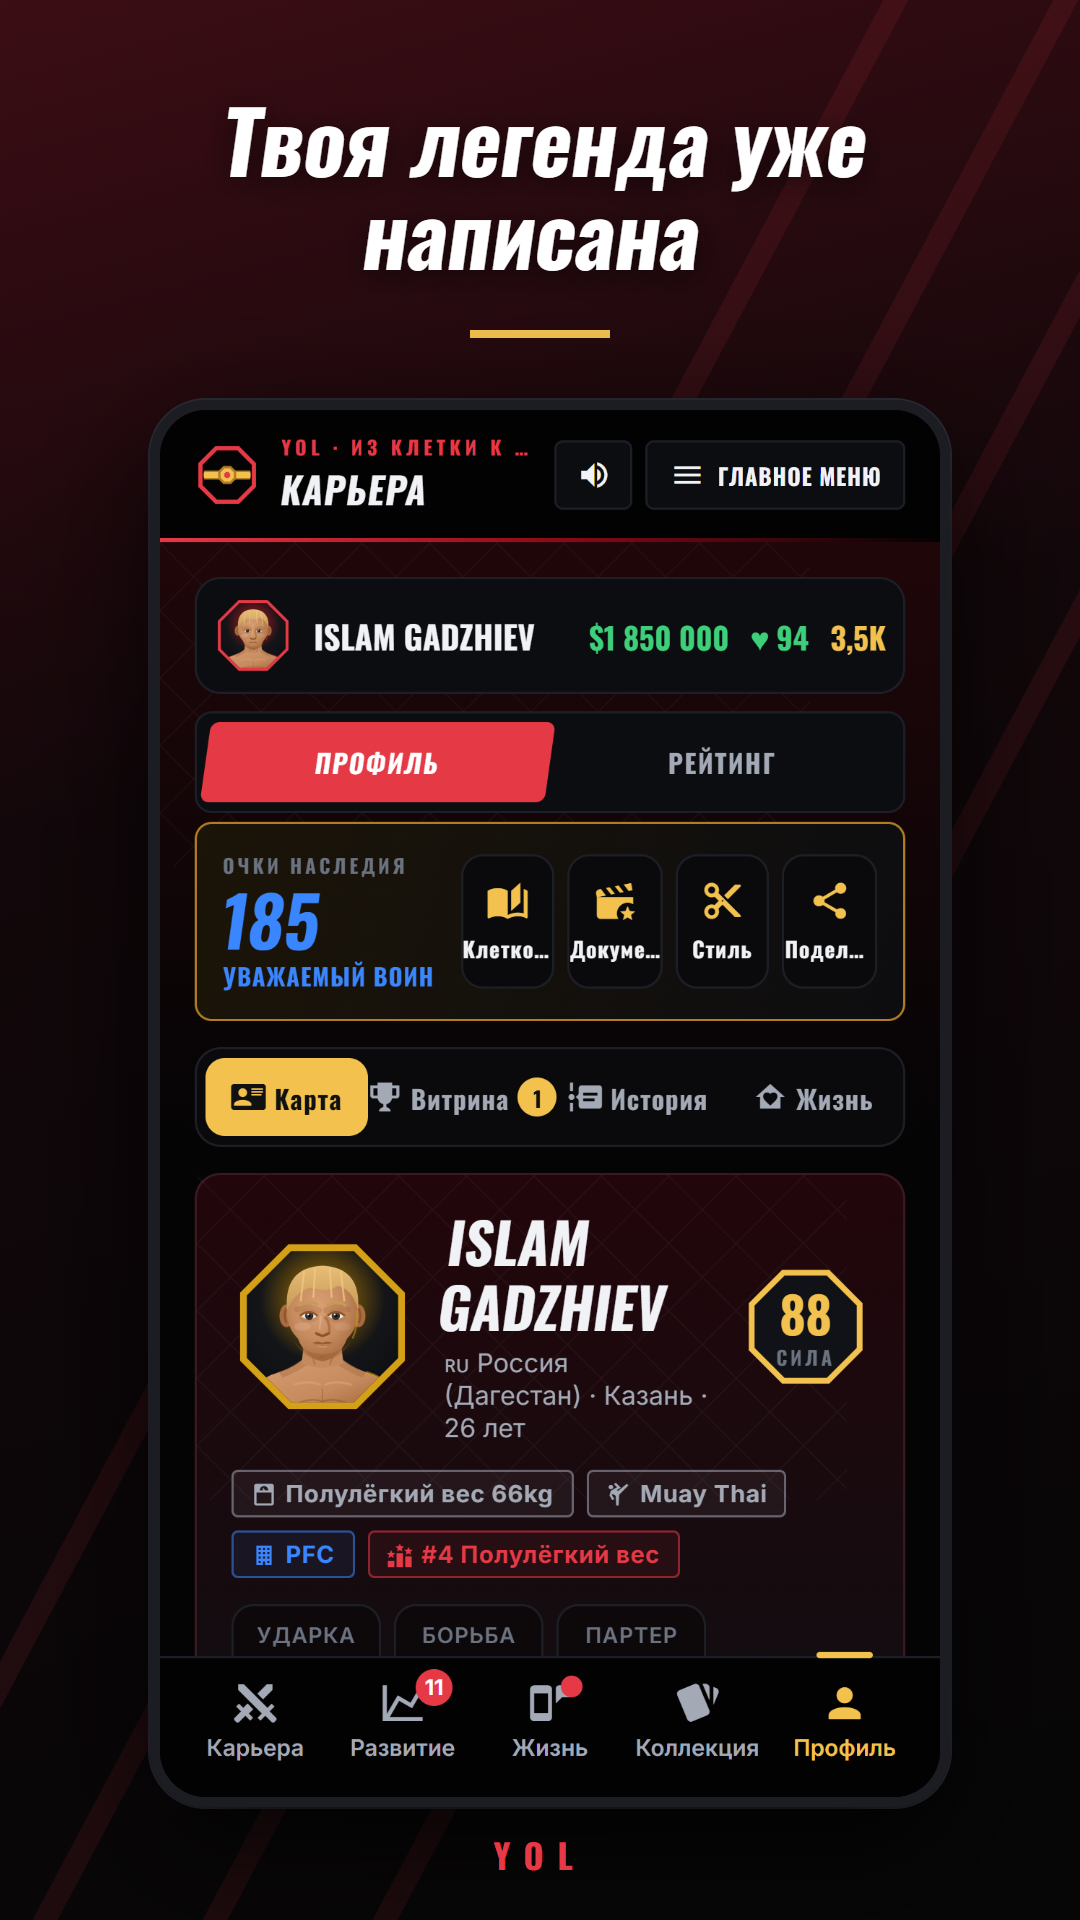 Твоя легенда уже
написана
YOL · ИЗ КЛЕТКИ К ...
КАРЬЕРА
ГЛАВНОЕ МЕНЮ
ISLAM GADZHIEV
$1 850 000 ♥ 94 3,5K
ПРОФИЛЬ
РЕЙТИНГ
ОЧКИ НАСЛЕДИЯ
185
УВАЖАЕМЫЙ ВОИН
Клетко...
Докуме...
Стиль
Подел...
Карта
Витрина 1
История
Жизнь
ISLAM
GADZHIEV
RU Россия
(Дагестан) · Казань ·
26 лет
88
СИЛА
Полулёгкий вес 66kg
Muay Thai
PFC
#4 Полулёгкий вес
УДАРКА
БОРЬБА
ПАРТЕР
11
Карьера
Развитие
Жизнь
Коллекция
Профиль
YOL